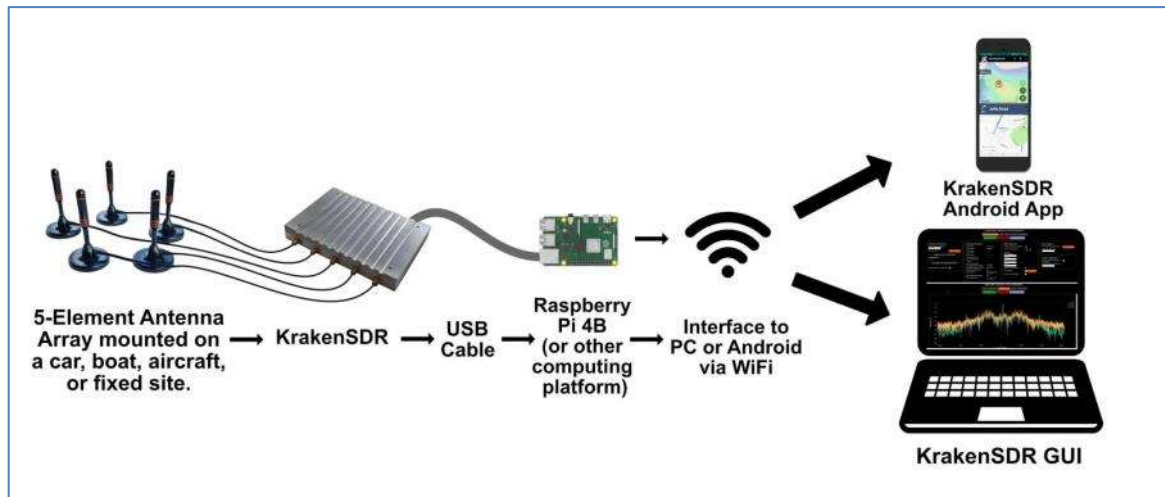 5-Element Antenna
Array mounted on
a car, boat, aircraft,
or fixed site.
KrakenSDR
USB
Cable
Raspberry
Pi 4B
(or other
computing
platform)
Interface to
PC or Android
via WiFi
KrakenSDR
Android App
KrakenSDR GUI